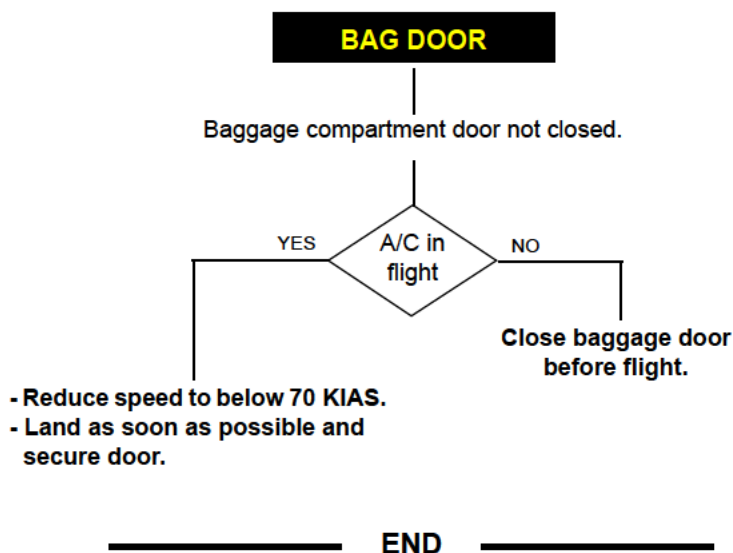 BAG DOOR
Baggage compartment door not closed.
YES
A/C in
flight
NO
Close baggage door
before flight.
- Reduce speed to below 70 KIAS.
- Land as soon as possible and
secure door.
END